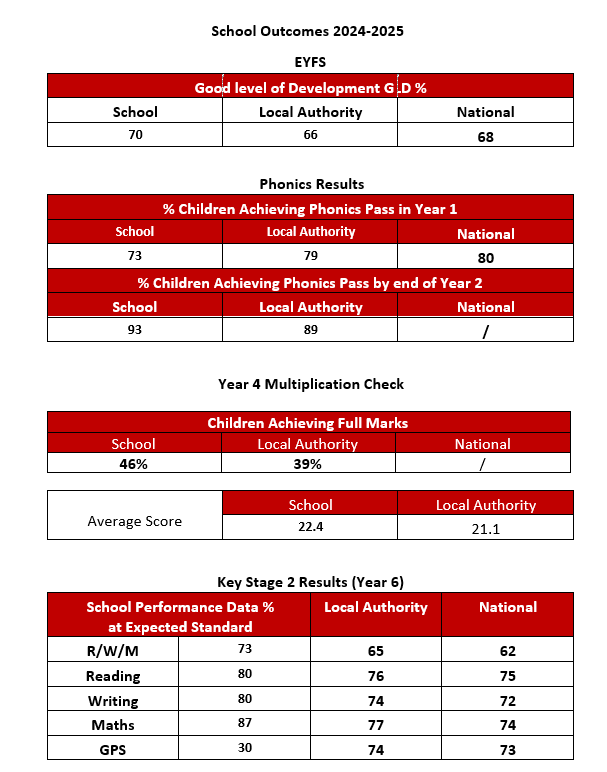 School Outcomes 2024-2025
EYFS
Good level of Development G.D %
School Local Authority National
70 66 68
Phonics Results
% Children Achieving Phonics Pass in Year 1
School Local Authority National
73 79 80
% Children Achieving Phonics Pass by end of Year 2
School Local Authority National
93 89 /
Year 4 Multiplication Check
Children Achieving Full Marks
School Local Authority National
46% 39% /
School Local Authority
Average Score 22.4 21.1
Key Stage 2 Results (Year 6)
School Performance Data % Local Authority National
at Expected Standard
R/W/M 73 65 62
Reading 80 76 75
Writing 80 74 72
Maths 87 77 74
GPS 30 74 73